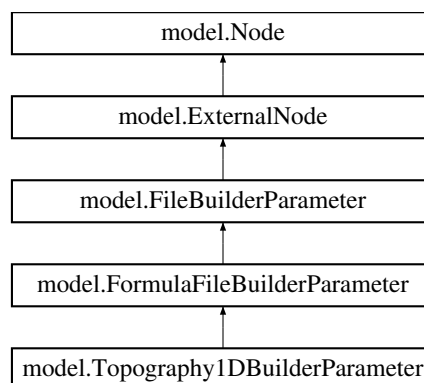 model.Node
model.ExternalNode
model.FileBuilderParameter
model.FormulaFileBuilderParameter
model.Topography1DBuilderParameter